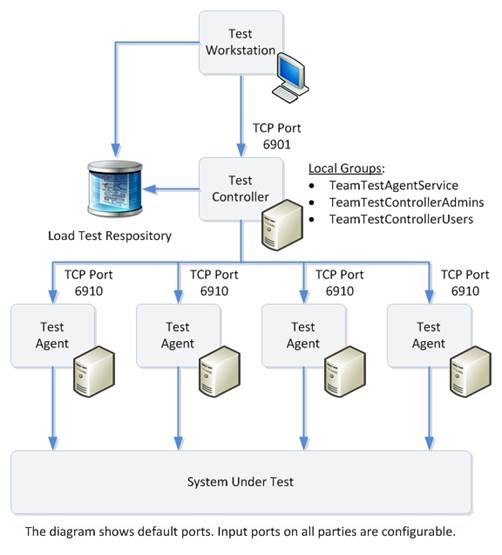 Test
Workstation
TCP Port
6901
Test
Controller
Local Groups:
• TeamTestAgentService
• TeamTestControllerAdmins
• TeamTestControllerUsers
Load Test Respository
TCP Port
6910
TCP Port
6910
TCP Port
6910
TCP Port
6910
Test
Agent
Test
Agent
Test
Agent
Test
Agent
System Under Test
The diagram shows default ports. Input ports on all parties are configurable.